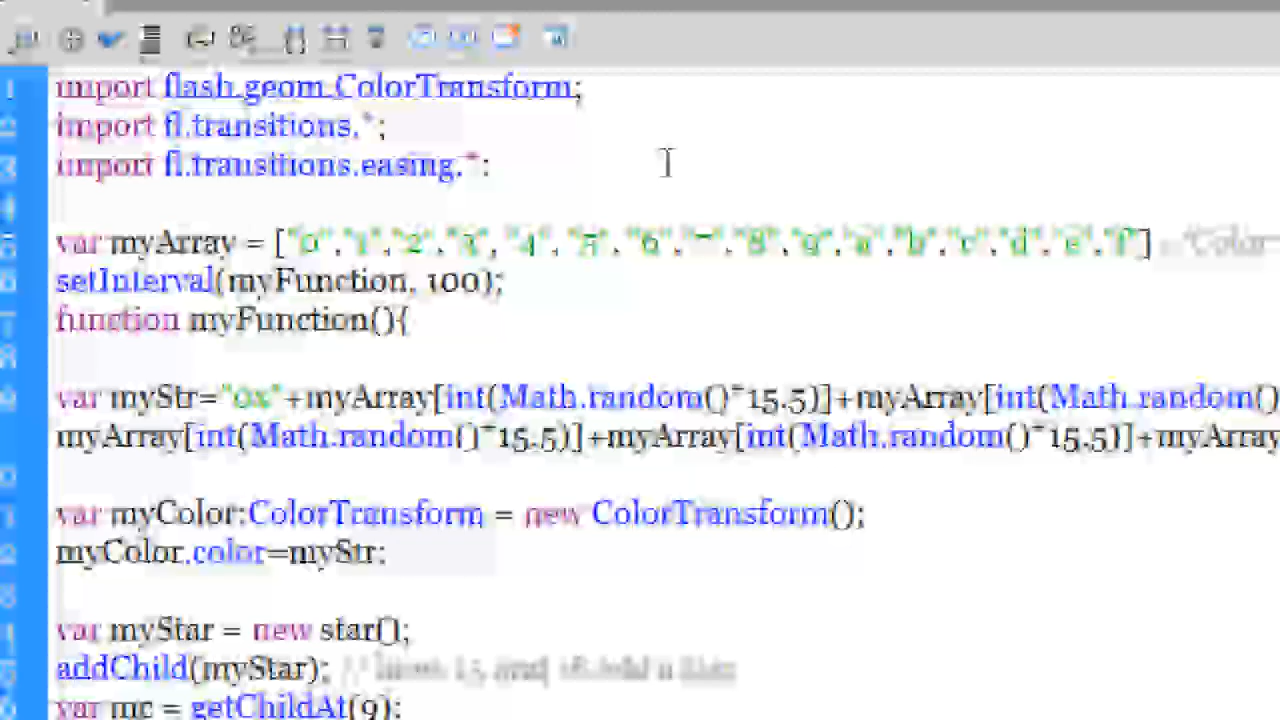 import flash.geom.ColorTransform;
import fl.transitions.*;
import fl.transitions.easing.*;
var myArray = ["0","1","2","3","4","5","6","7","8","9","a","b","c","d","e","f"]
setInterval(myFunction, 100);
function myFunction(){
var myStr="0x"+myArray[int(Math.random()*15.5)]+myArray[int(Math.random()
myArray[int(Math.random()*15.5)]+myArray[int(Math.random()*15.5)]+myArray
var myColor:ColorTransform = new ColorTransform();
myColor.color=myStr;
var myStar = new star();
addChild(myStar); // lines 15 and
var mc = getChildAt(9);